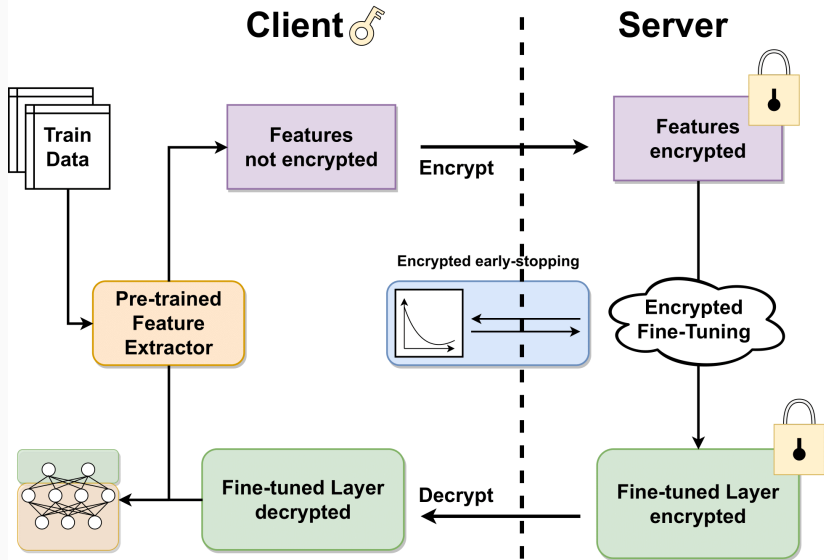 Client
Server
Train
Data
Features
not encrypted
Encrypt
Features
encrypted
Encrypted early-stopping
Pre-trained
Feature
Extractor
Encrypted
Fine-Tuning
Fine-tuned Layer
decrypted
Decrypt
Fine-tuned Layer
encrypted